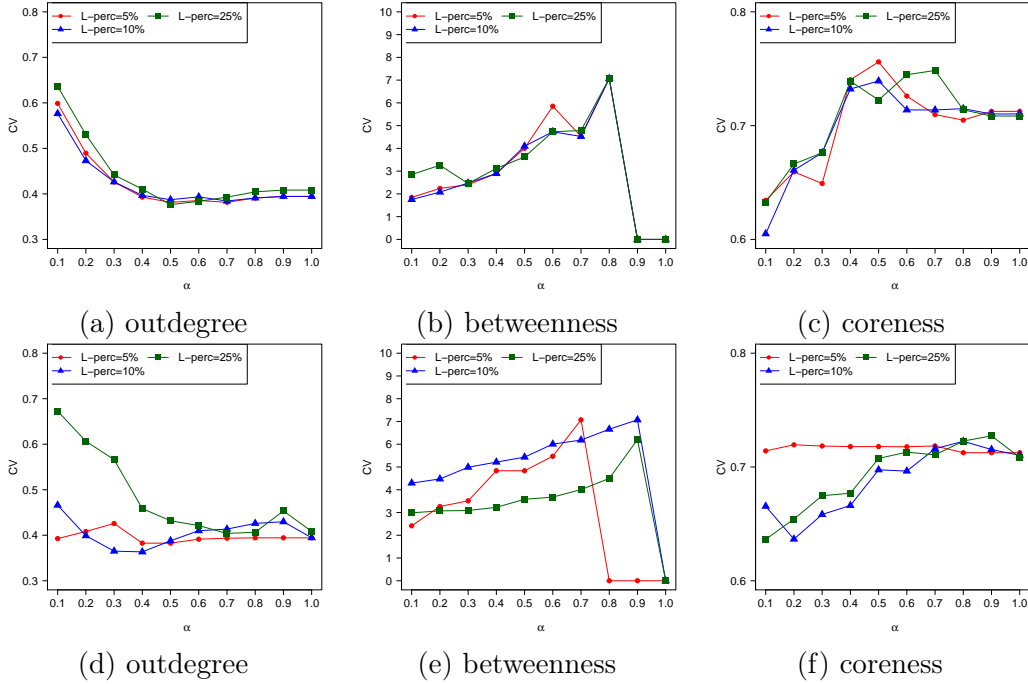 L−perc=5% L−perc=25%
L−perc=10%
CV
0.8
0.7
0.6
0.5
0.4
0.3
0.1 0.2 0.3 0.4 0.5 0.6 0.7 0.8 0.9 1.0
α
(a) outdegree
L−perc=5% L−perc=25%
L−perc=10%
CV
10
9
8
7
6
5
4
3
2
1
0
0.1 0.2 0.3 0.4 0.5 0.6 0.7 0.8 0.9 1.0
α
(b) betweenness
L−perc=5% L−perc=25%
L−perc=10%
CV
0.8
0.7
0.6
0.1 0.2 0.3 0.4 0.5 0.6 0.7 0.8 0.9 1.0
α
(c) coreness
L−perc=5% L−perc=25%
L−perc=10%
CV
0.8
0.7
0.6
0.5
0.4
0.3
0.1 0.2 0.3 0.4 0.5 0.6 0.7 0.8 0.9 1.0
α
(d) outdegree
L−perc=5% L−perc=25%
L−perc=10%
CV
10
9
8
7
6
5
4
3
2
1
0
0.1 0.2 0.3 0.4 0.5 0.6 0.7 0.8 0.9 1.0
α
(e) betweenness
L−perc=5% L−perc=25%
L−perc=10%
CV
0.8
0.7
0.6
0.1 0.2 0.3 0.4 0.5 0.6 0.7 0.8 0.9 1.0
α
(f) coreness